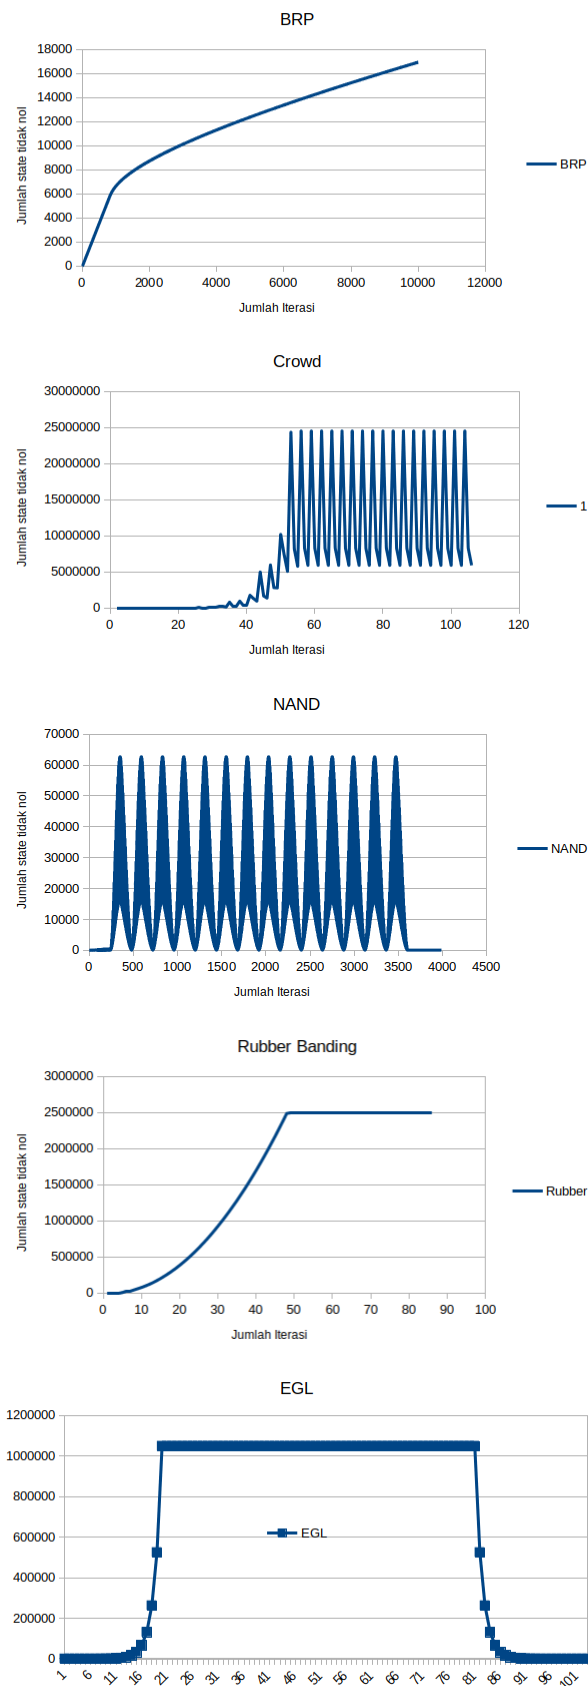 BRP
18000
16000
14000
12000
10000
8000
6000
4000
2000
0
Jumlah state tidak nol
BRP
0 2000 4000 6000 8000 10000 12000
Jumlah Iterasi
Crowd
30000000
25000000
20000000
15000000
10000000
5000000
0
Jumlah state tidak nol
1
0 20 40 60 80 100 120
Jumlah Iterasi
NAND
70000
60000
50000
40000
30000
20000
10000
0
Jumlah state tidak nol
NAND
0 500 1000 1500 2000 2500 3000 3500 4000 4500
Jumlah Iterasi
Rubber Banding
3000000
2500000
2000000
1500000
1000000
500000
0
Jumlah state tidak nol
Rubber
0 10 20 30 40 50 60 70 80 90 100
Jumlah Iterasi
EGL
1200000
1000000
800000
600000
400000
200000
0
EGL
1 6 11 16 21 26 31 36 41 46 51 56 61 66 71 76 81 86 91 96 101